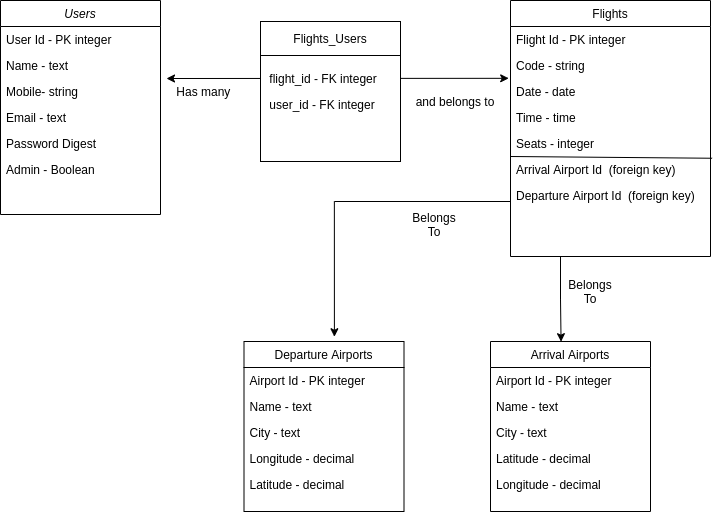 Users
User Id - PK integer
Name - text
Mobile- string
Email - text
Password Digest
Admin - Boolean
Has many
Flights_Users
flight_id - FK integer
user_id - FK integer
and belongs to
Flights
Flight Id - PK integer
Code - string
Date - date
Time - time
Seats - integer
Arrival Airport Id  (foreign key)
Departure Airport Id  (foreign key)
Belongs
To
Belongs
To
Departure Airports
Airport Id - PK integer
Name - text
City - text
Longitude - decimal
Latitude - decimal
Arrival Airports
Airport Id - PK integer
Name - text
City - text
Latitude - decimal
Longitude - decimal